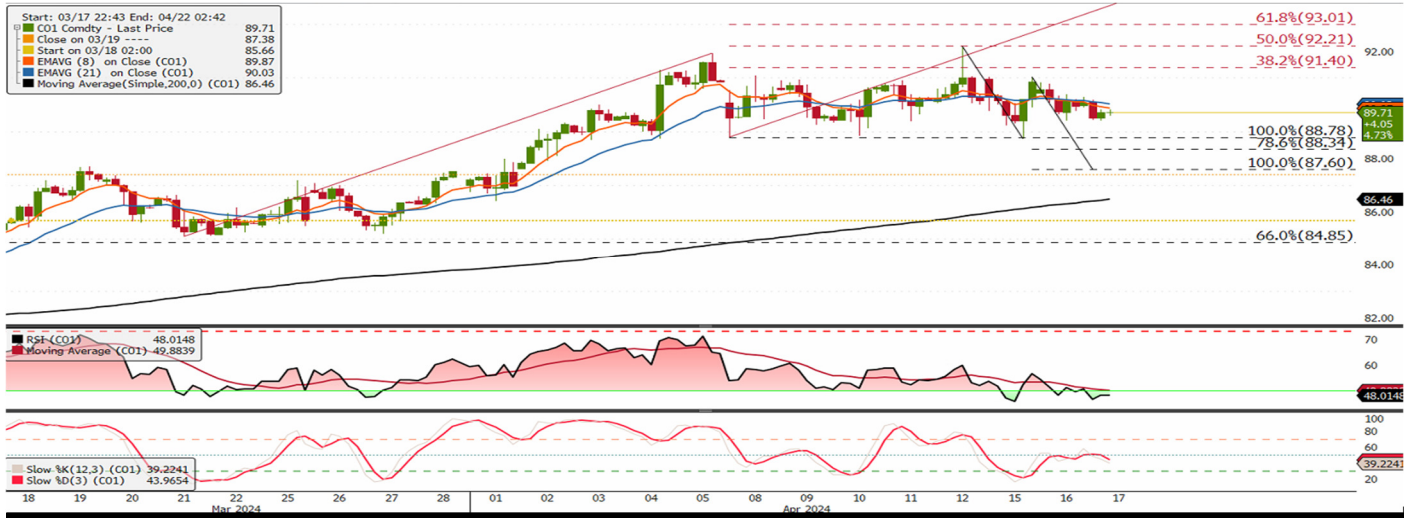 Start: 03/17 22:43 End: 04/22 02:42
CO1 Comdty - Last Price 89.71
Close on 03/19 ---- 87.38
Start on 03/18 02:00 85.66
EMAVG (8) on Close (CO1) 89.87
EMAVG (21) on Close (CO1) 90.03
Moving Average(Simple,200,0) (CO1) 86.46
61.8%(93.01)
50.0%(92.21)
38.2%(91.40)
100.0%(88.78)
78.6%(88.34)
100.0%(87.60)
66.0%(84.85)
92.00
89.71
+4.05
4.73%
88.00
86.46
86.00
84.00
82.00
RSI (CO1) 48.0148
Moving Average (CO1) 49.8839
70
60
48.0148
Slow %K(12,3) (CO1) 39.2241
Slow %D(3) (CO1) 43.9654
100
80
60
39.2241
20
18 19 20 21 22 25 26 27 28 01 02 03 04 05 08 09 10 11 12 15 16 17
Mar 2024 Apr 2024